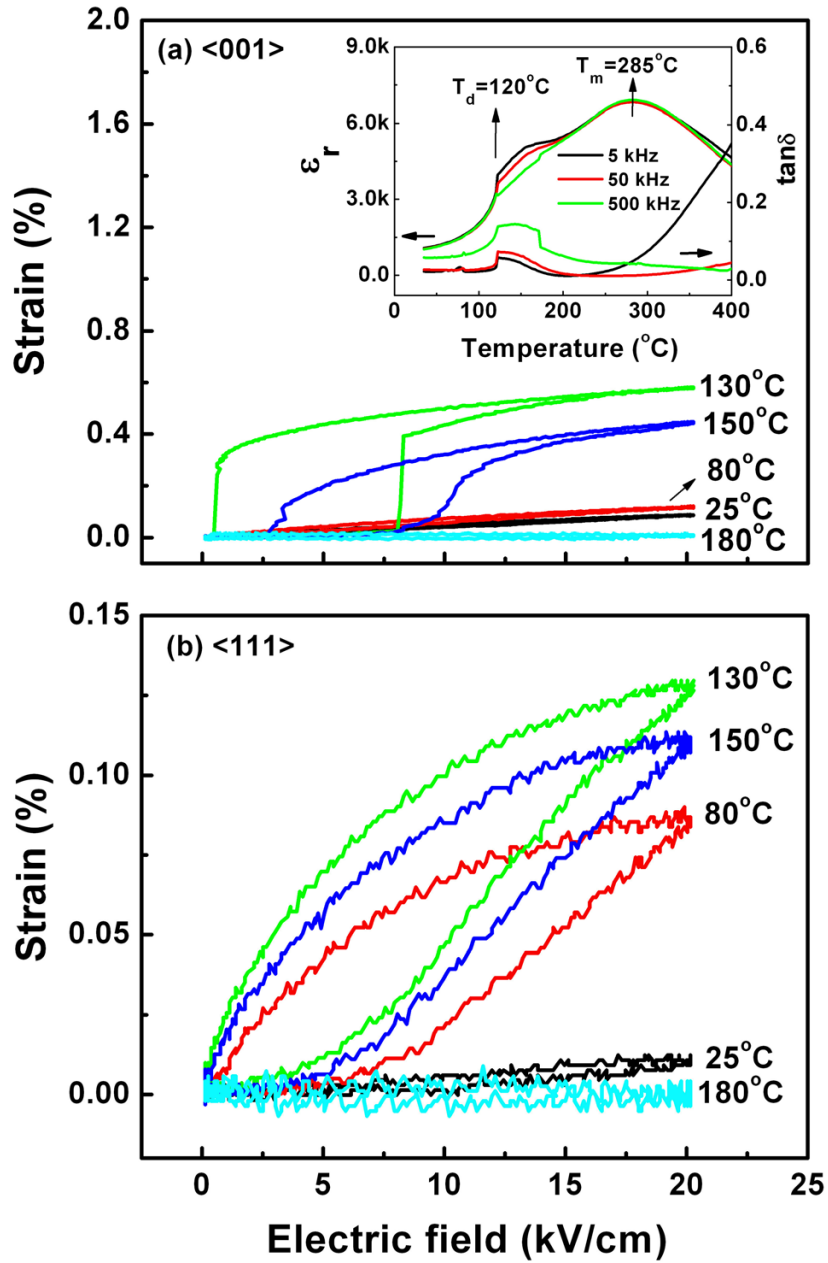 2.0
(a) <001>
1.6
1.2
0.8
0.4
0.0
Strain (%)
9.0k
6.0k
3.0k
0.0
εr
0.6
0.4
0.2
0.0
tanδ
Td=120°C
Tm=285°C
5 kHz
50 kHz
500 kHz
0 100 200 300 400
Temperature (°C)
130°C
150°C
80°C
25°C
180°C
0.15
(b) <111>
0.10
0.05
0.00
Strain (%)
130°C
150°C
80°C
25°C
180°C
0 5 10 15 20 25
Electric field (kV/cm)